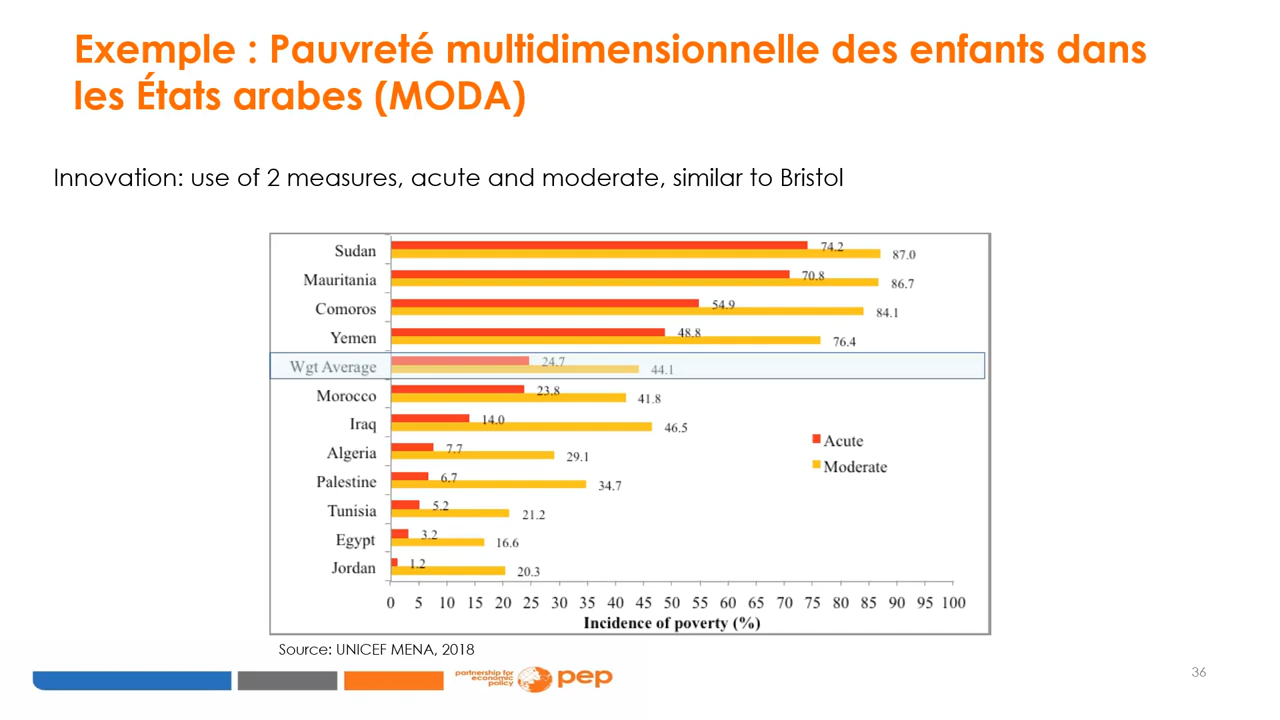 Exemple : Pauvreté multidimensionnelle des enfants dans
les États arabes (MODA)
Innovation: use of 2 measures, acute and moderate, similar to Bristol
Sudan 74.2 87.0
Mauritania 70.8 86.7
Comoros 54.9 84.1
Yemen 48.8 76.4
Wgt Average 24.7 44.1
Morocco 23.8 41.8
Iraq 14.0 46.5
Algeria 7.7 29.1
Palestine 6.7 34.7
Tunisia 5.2 21.2
Egypt 3.2 16.6
Jordan 1.2 20.3
Acute
Moderate
0 5 10 15 20 25 30 35 40 45 50 55 60 65 70 75 80 85 90 95 100
Incidence of poverty (%)
Source: UNICEF MENA, 2018
partnership for
economic
policy
pep
36